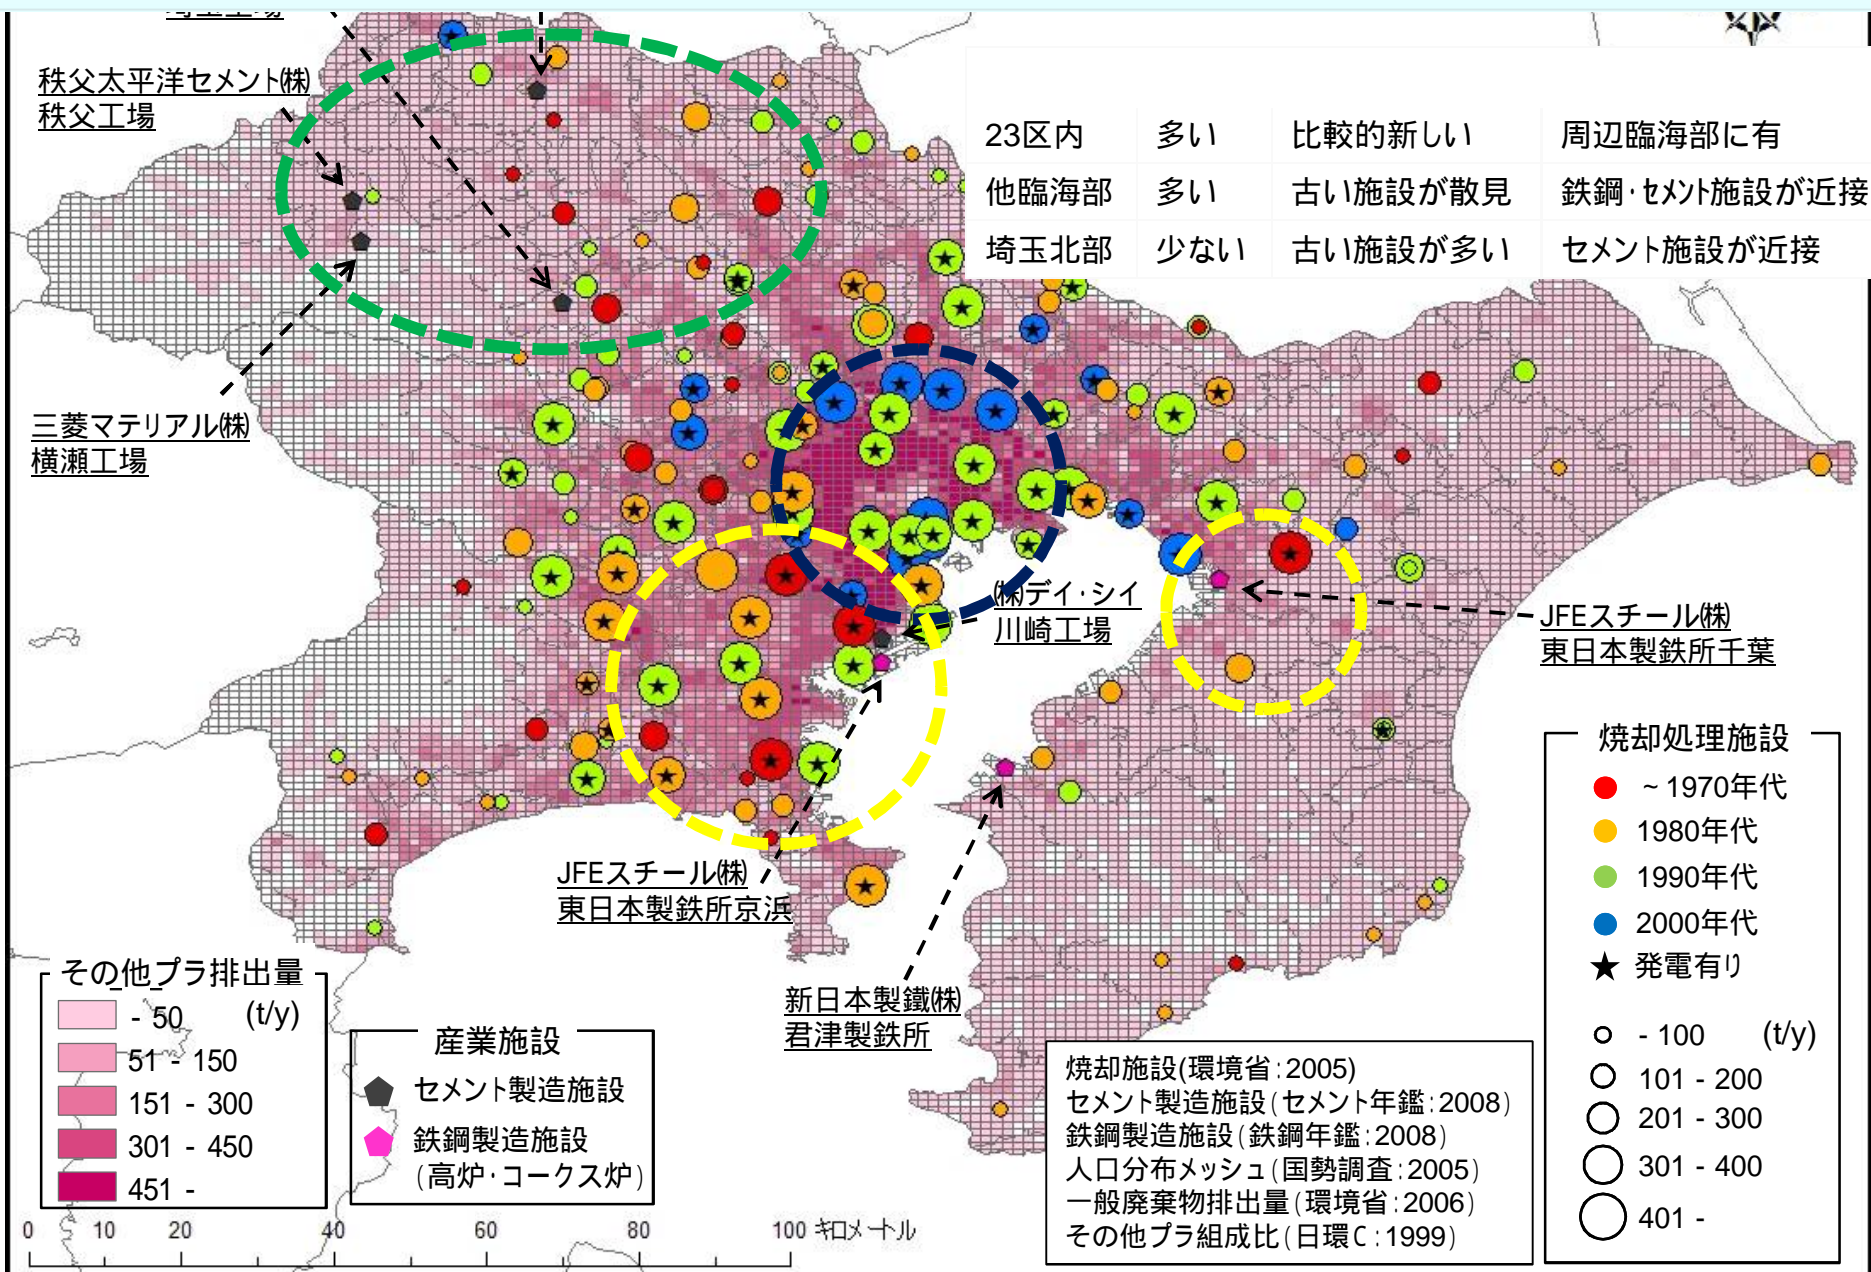 埼玉工場
秩父太平洋セメント㈱
秩父工場
23区内 多い 比較的新しい 周辺臨海部に有
他臨海部 多い 古い施設が散見 鉄鋼・セメント施設が近接
埼玉北部 少ない 古い施設が多い セメント施設が近接
三菱マテリアル㈱
横瀬工場
㈱デイ・シイ
川崎工場
JFEスチール㈱
東日本製鉄所千葉
JFEスチール㈱
東日本製鉄所京浜
新日本製鐵㈱
君津製鉄所
焼却処理施設
~1970年代
1980年代
1990年代
2000年代
★ 発電有り
- 100 (t/y)
101 - 200
201 - 300
301 - 400
401 -
その他プラ排出量
- 50 (t/y)
51 - 150
151 - 300
301 - 450
451 -
産業施設
セメント製造施設
鉄鋼製造施設
(高炉・コークス炉)
焼却施設(環境省:2005)
セメント製造施設(セメント年鑑:2008)
鉄鋼製造施設(鉄鋼年鑑:2008)
人口分布メッシュ(国勢調査:2005)
一般廃棄物排出量(環境省:2006)
その他プラ組成比(日環C:1999)
0 10 20 40 60 80 100 キロメートル